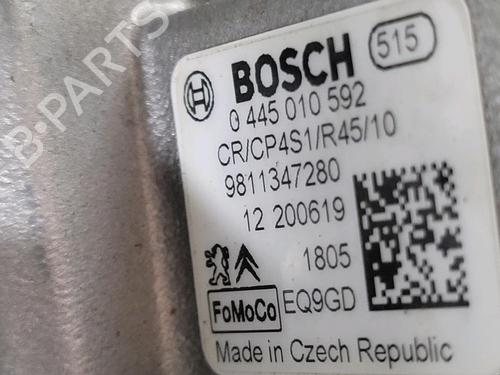 BOSCH 515
0 445 010 592
CR/CP4S1/R45/10
9811347280
12 200619
1805
FoMoCo EQ9GD
Made in Czech Republic
B-PARTS